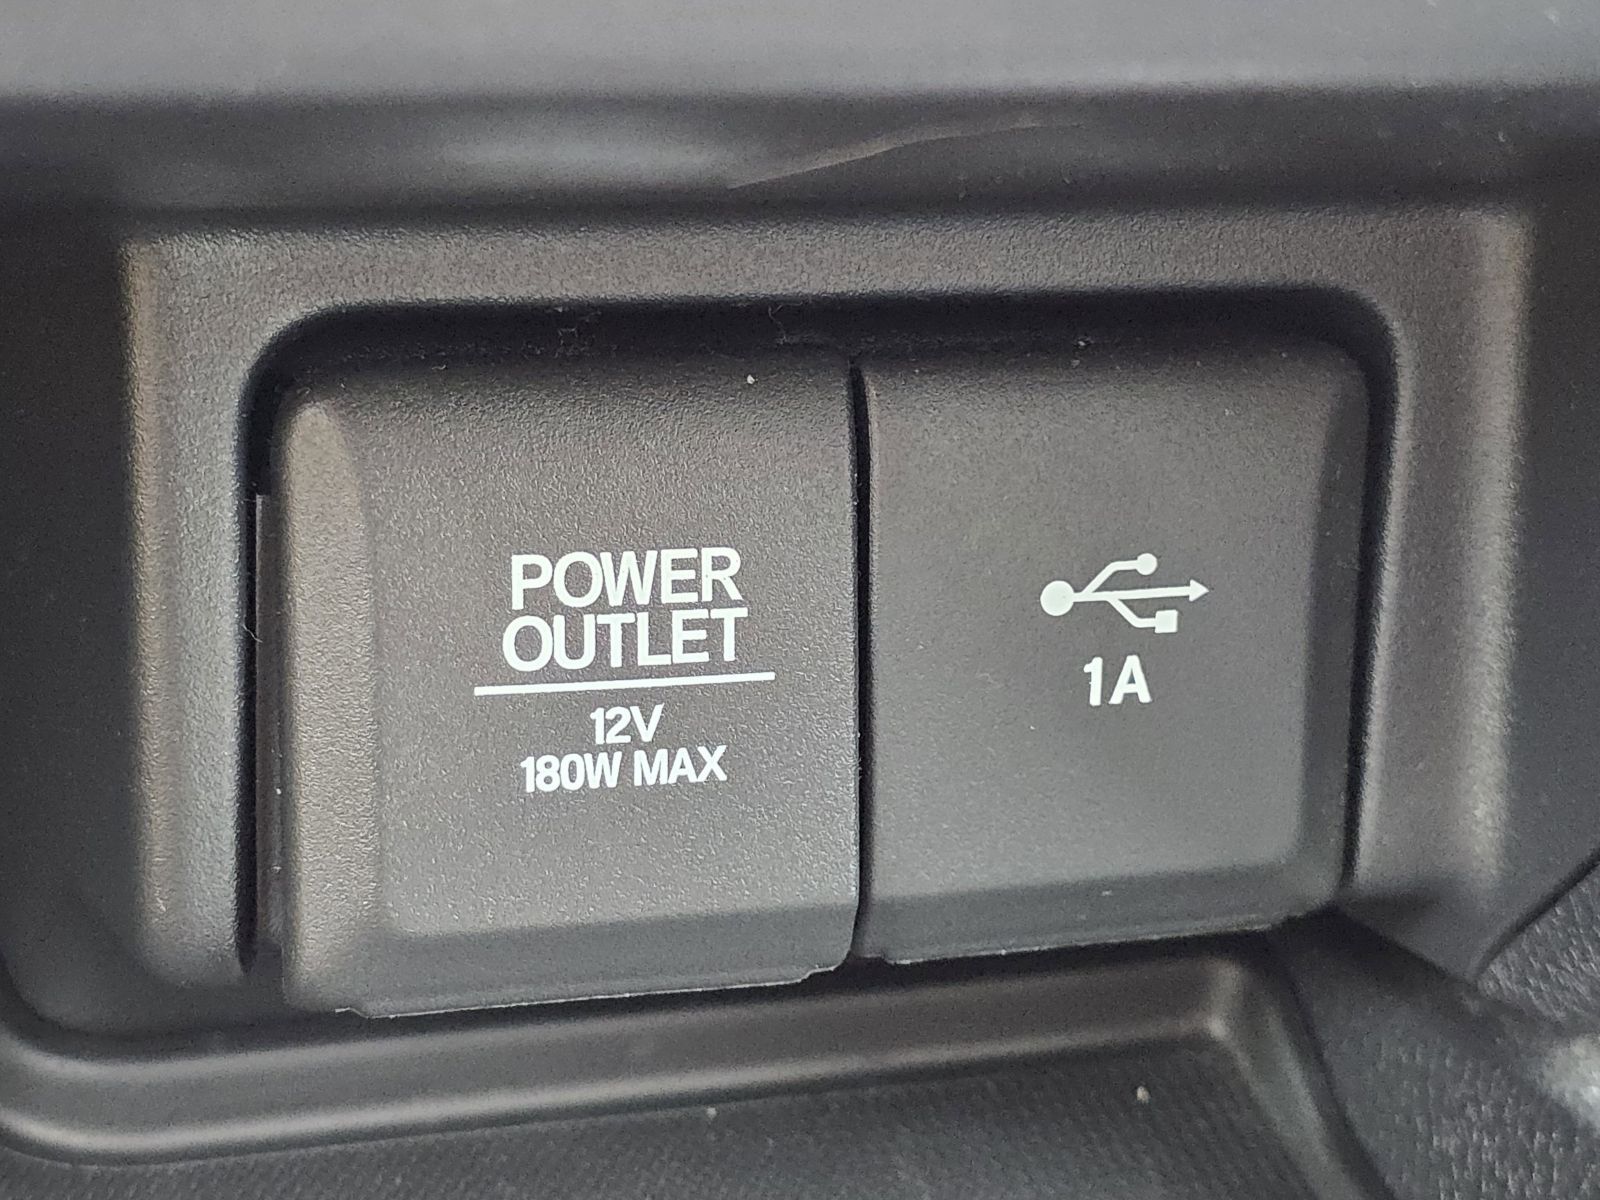 POWER
OUTLET
12V
180W MAX
1A